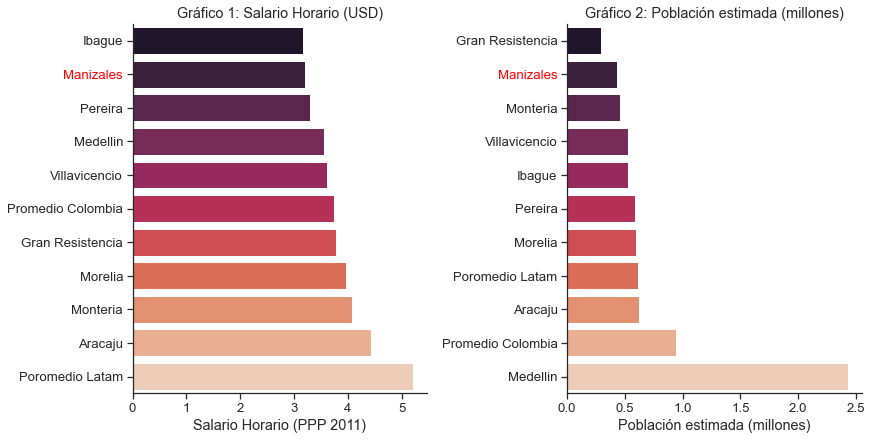 Gráfico 1: Salario Horario (USD)
Ibague
Manizales
Pereira
Medellin
Villavicencio
Promedio Colombia
Gran Resistencia
Morelia
Monteria
Aracaju
Poromedio Latam
0 1 2 3 4 5
Salario Horario (PPP 2011)
Gráfico 2: Población estimada (millones)
Gran Resistencia
Manizales
Monteria
Villavicencio
Ibague
Pereira
Morelia
Poromedio Latam
Aracaju
Promedio Colombia
Medellin
0.0 0.5 1.0 1.5 2.0 2.5
Población estimada (millones)